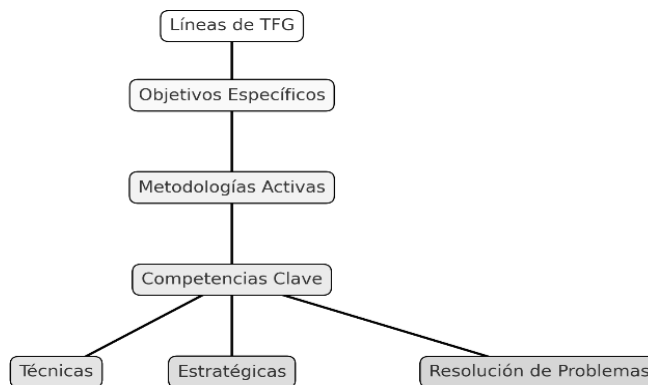 Líneas de TFG
Objetivos Específicos
Metodologías Activas
Competencias Clave
Técnicas
Estratégicas
Resolución de Problemas